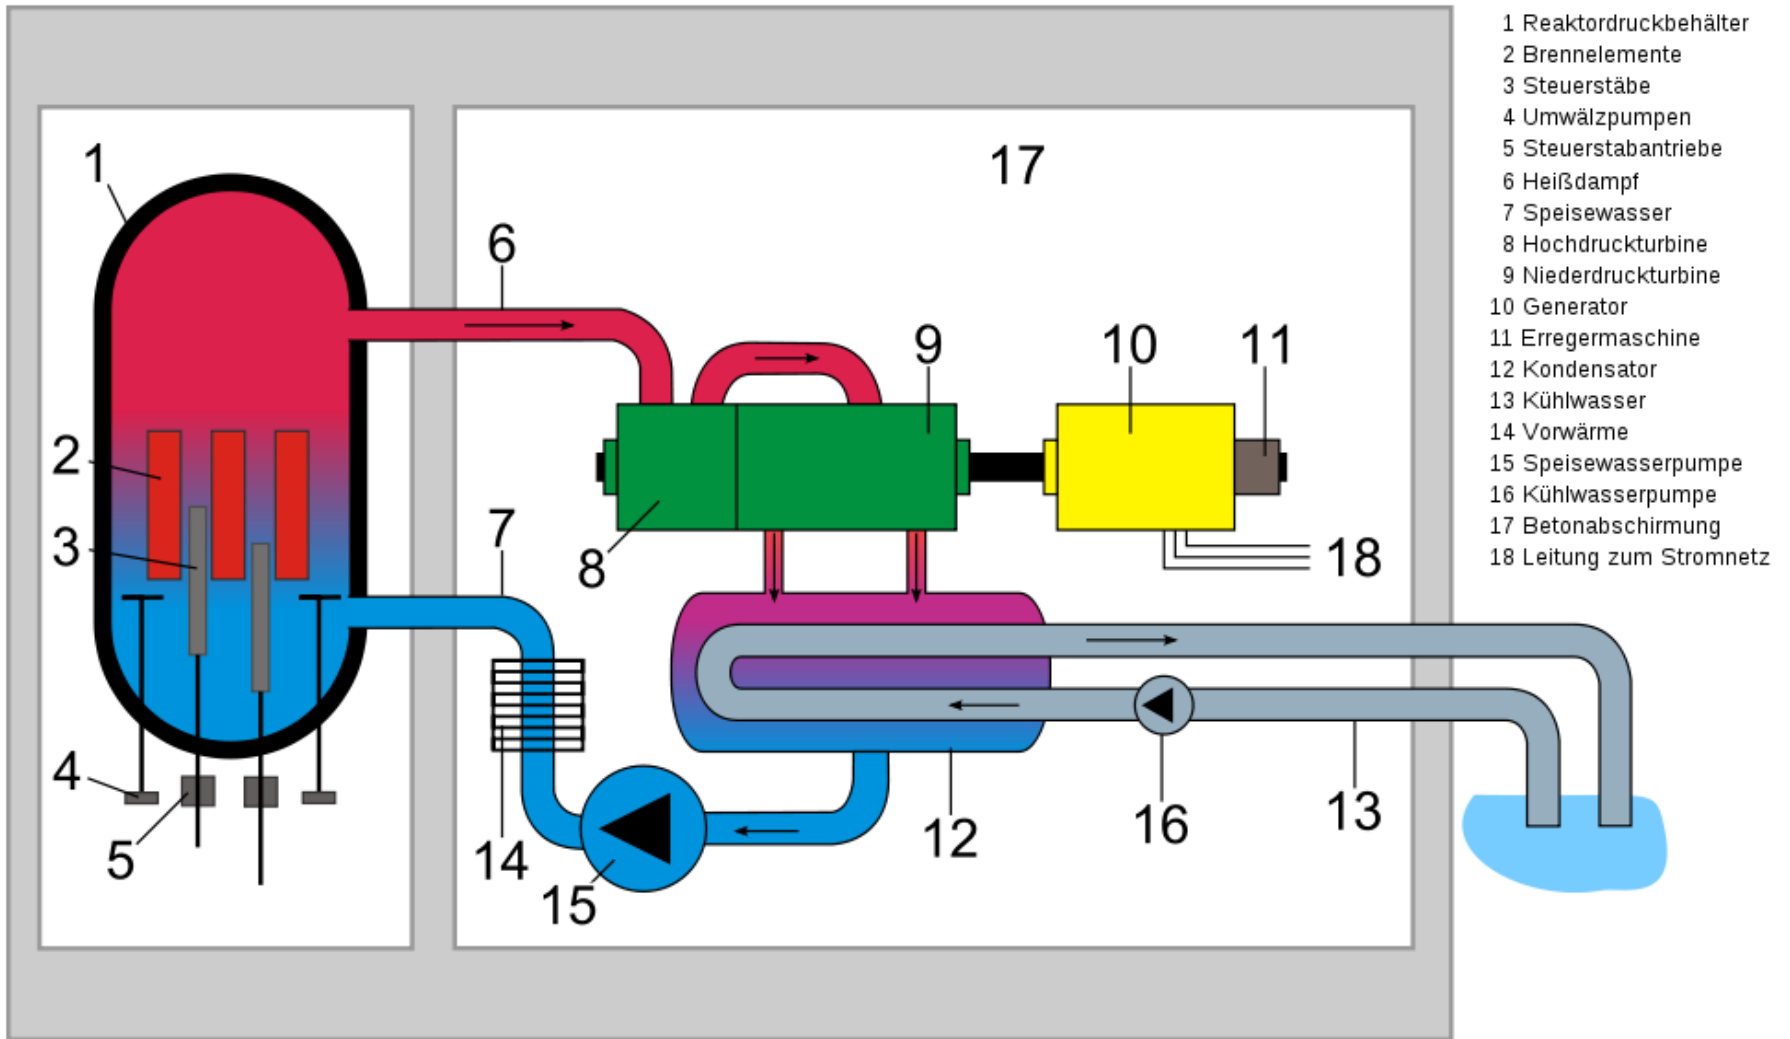 1 Reaktordruckbehälter
2 Brennelemente
3 Steuerstäbe
4 Umwälzpumpen
5 Steuerstabantriebe
6 Heißdampf
7 Speisewasser
8 Hochdruckturbine
9 Niederdruckturbine
10 Generator
11 Erregermaschine
12 Kondensator
13 Kühlwasser
14 Vorwärme
15 Speisewasserpumpe
16 Kühlwasserpumpe
17 Betonabschirmung
18 Leitung zum Stromnetz
1
17
6
9
10
11
2
3
7
8
18
4
5
14
15
12
16
13